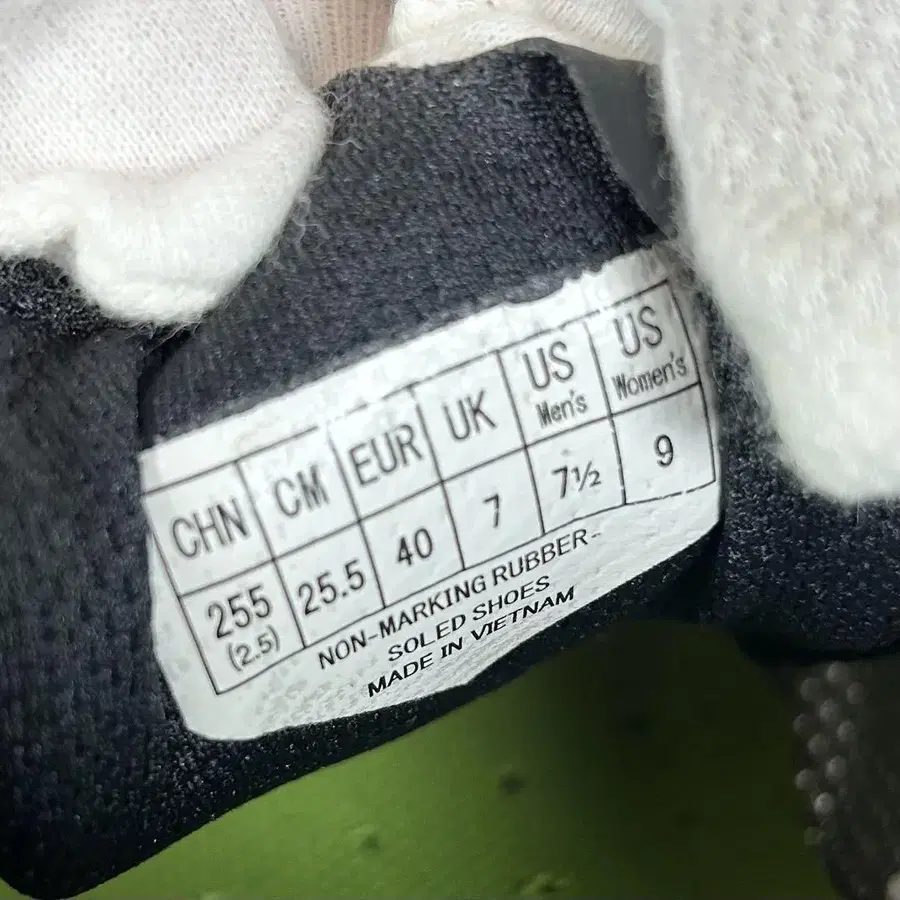 CHN CM EUR UK US Men's US Women's
255 (2.5) 25.5 40 7 7½ 9
NON-MARKING RUBBER-
SOLED SHOES
MADE IN VIETNAM